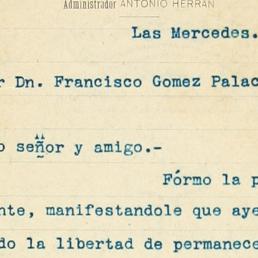 Administrador ANTONIO HERRÁN
Las Mercedes.
r Dn. Francisco Gomez Palac
o señor y amigo.-
Fórmo la p
nte, manifestandole que aye
do la libertad de permanece